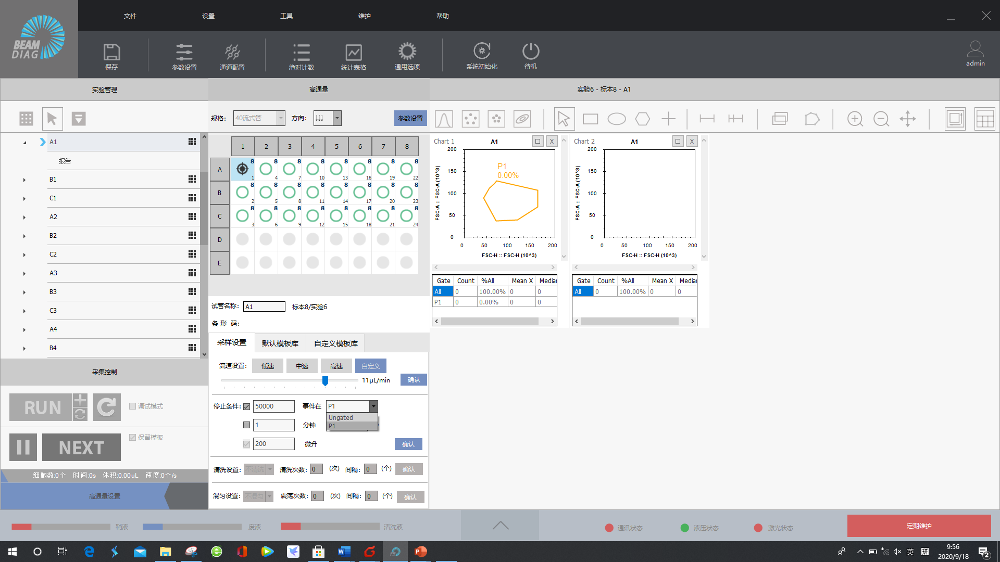 文件 设置 工具 维护 帮助
BEAM
DIAG
保存 参数设置 通道配置 绝对计数 统计表格 通用选项 系统初始化 待机
admin
实验管理 高通量 实验6 - 标本8 - A1
规格: 40流式管 方向: 参数设置
A1
报告
B1
C1
A2
B2
C2
A3
B3
C3
A4
B4
1 2 3 4 5 6 7 8
A 8 1 8 4 8 7 8 10 8 13 8 16 8 19 8 22
B 8 2 8 5 8 8 8 11 8 14 8 17 8 20 8 23
C 8 3 8 6 8 9 8 12 8 15 8 18 8 21 8 24
D
E
试管名称: A1 标本8/实验6
条 形 码:
采样设置 默认模板库 自定义模板库
流速设置: 低速 中速 高速 自定义
11μL/min 确认
停止条件: 50000 事件在 P1
Ungated
P1
1 分钟
200 微升 确认
清洗设置: 不清洗 清洗次数: 0 (次) 间隔: 0 (个) 确认
混匀设置: 不混匀 震荡次数: 0 (次) 间隔: 0 (个) 确认
Chart 1 A1 X
200
150
100
50
0
FSC-A :: FSC-A (10^3)
P1
0.00%
0 50 100 150 200
FSC-H :: FSC-H (10^3)
Gate Count %All Mean X Media
All 0 100.00% 0 0
P1 0 0.00% 0 0
Chart 2 A1 X
200
150
100
50
0
FSC-A :: FSC-A (10^3)
0 50 100 150 200
FSC-H :: FSC-H (10^3)
Gate Count %All Mean X Media
All 0 100.00% 0 0
采集控制
RUN 调试模式
NEXT 保留模板
细胞数:0个 时间:0s 体积:0.00uL 速度:0个/s
高通量设置
鞘液 废液 清洗液 通讯状态 液压状态 激光状态 定期维护
英
9:56
2020/9/18
2